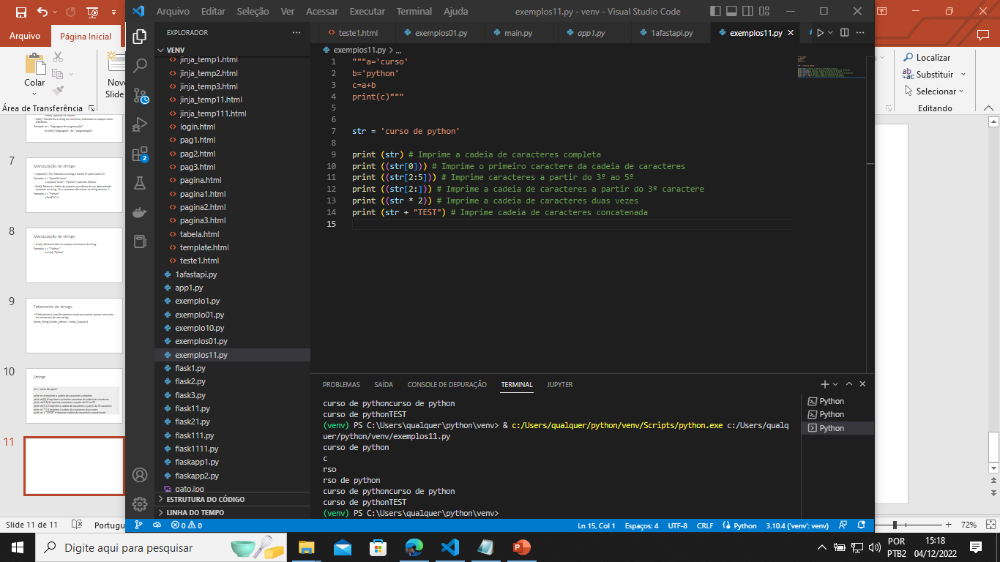 Arquivo Editar Seleção Ver Acessar Executar Terminal Ajuda
exemplos11.py - venv - Visual Studio Code
Arquivo
Página Inicial
Colar
Novo
Slide
Área de Transferência
Localizar
Substituir
Selecionar
Editando
7
Manipulação de strings:
8
Manipulação de strings:
9
Fatiamento de strings:
10
Strings
11
Slide 11 de 11
Portugu
72%
EXPLORADOR
VENV
jinja_temp1.html
jinja_temp2.html
jinja_temp3.html
jinja_temp11.html
jinja_temp111.html
login.html
pag1.html
pag2.html
pag3.html
pagina.html
pagina1.html
pagina2.html
pagina3.html
tabela.html
template.html
teste1.html
1afastapi.py
app1.py
exemplo1.py
exemplo01.py
exemplo10.py
exemplos01.py
exemplos11.py
flask1.py
flask2.py
flask3.py
flask11.py
flask21.py
flask111.py
flask1111.py
flaskapp1.py
flaskapp2.py
gato.jpg
ESTRUTURA DO CÓDIGO
LINHA DO TEMPO
2
teste1.html exemplos01.py main.py app1.py 1afastapi.py exemplos11.py
exemplos11.py > ...
1 """a='curso'
2 b='python'
3 c=a+b
4 print(c)"""
5
6
7 str = 'curso de python'
8
9 print (str) # Imprime a cadeia de caracteres completa
10 print ((str[0])) # Imprime o primeiro caractere da cadeia de caracteres
11 print ((str[2:5])) # Imprime caracteres a partir do 3º ao 5º
12 print ((str[2:])) # Imprime a cadeia de caracteres a partir do 3º caractere
13 print ((str * 2)) # Imprime a cadeia de caracteres duas vezes
14 print (str + "TEST") # Imprime cadeia de caracteres concatenada
15
PROBLEMAS SAÍDA CONSOLE DE DEPURAÇÃO TERMINAL JUPYTER
curso de pythoncurso de python
curso de pythonTEST
(venv) PS C:\Users\qualquer\python\venv> & c:/Users/qualquer/python/venv/Scripts/python.exe c:/Users/qualq
uer/python/venv/exemplos11.py
curso de python
c
rso
rso de python
curso de pythoncurso de python
curso de pythonTEST
(venv) PS C:\Users\qualquer\python\venv>
Python
Python
Python
0 0
Ln 15, Col 1 Espaços: 4 UTF-8 CRLF Python 3.10.4 ('venv': venv)
Digite aqui para pesquisar
POR
PTB2
15:18
04/12/2022